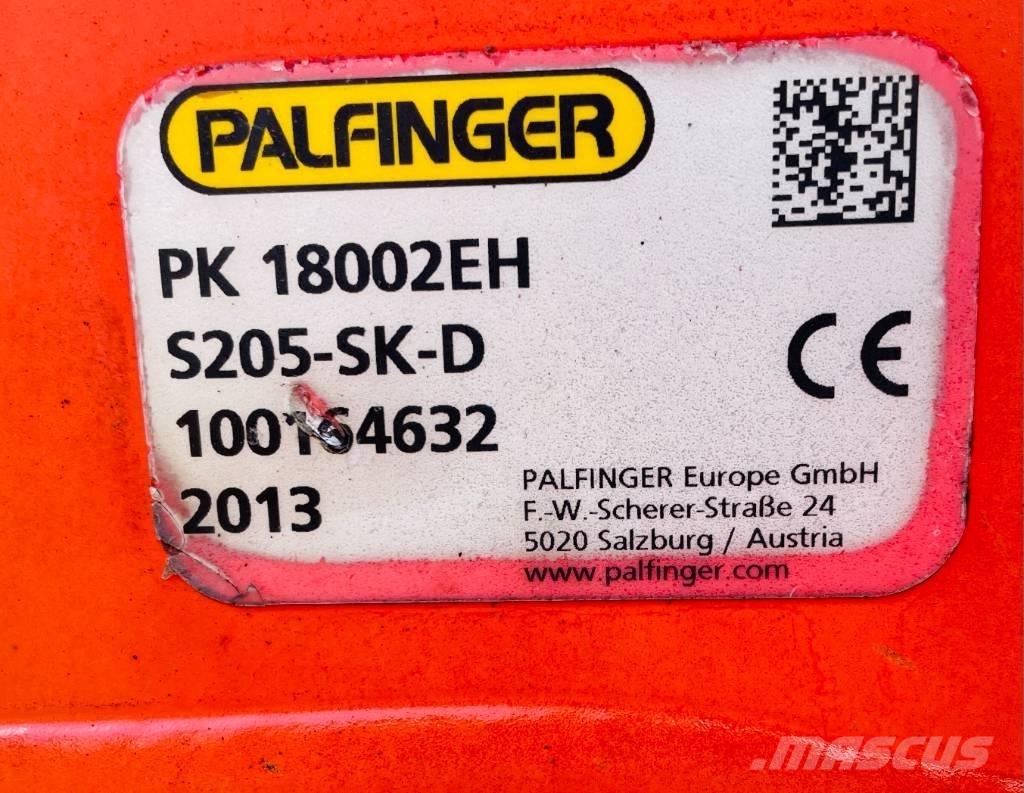 PALFINGER
PK 18002EH
S205-SK-D
100164632
2013
CE
PALFINGER Europe GmbH
F.-W.-Scherer-Straße 24
5020 Salzburg / Austria
www.palfinger.com
.mascus